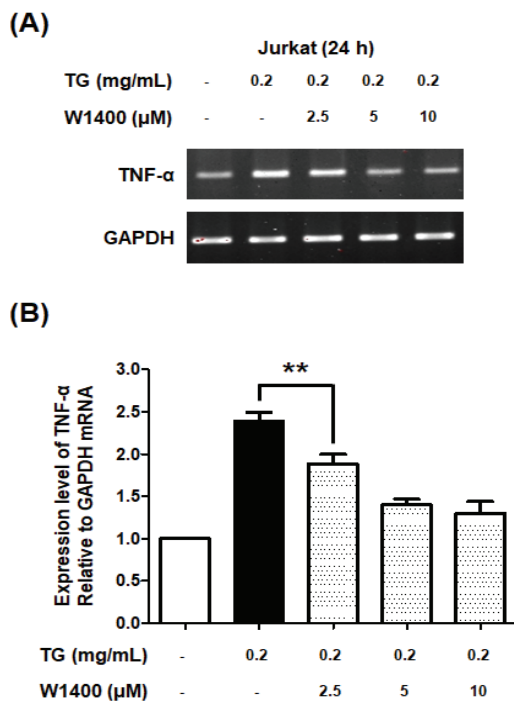 (A)
Jurkat (24 h)
TG (mg/mL) - 0.2 0.2 0.2 0.2
W1400 (µM) - - 2.5 5 10
TNF-α
GAPDH
(B)
Expression level of TNF-α
Relative to GAPDH mRNA
3.0
2.5
2.0
1.5
1.0
0.5
0.0
**
TG (mg/mL) - 0.2 0.2 0.2 0.2
W1400 (µM) - - 2.5 5 10